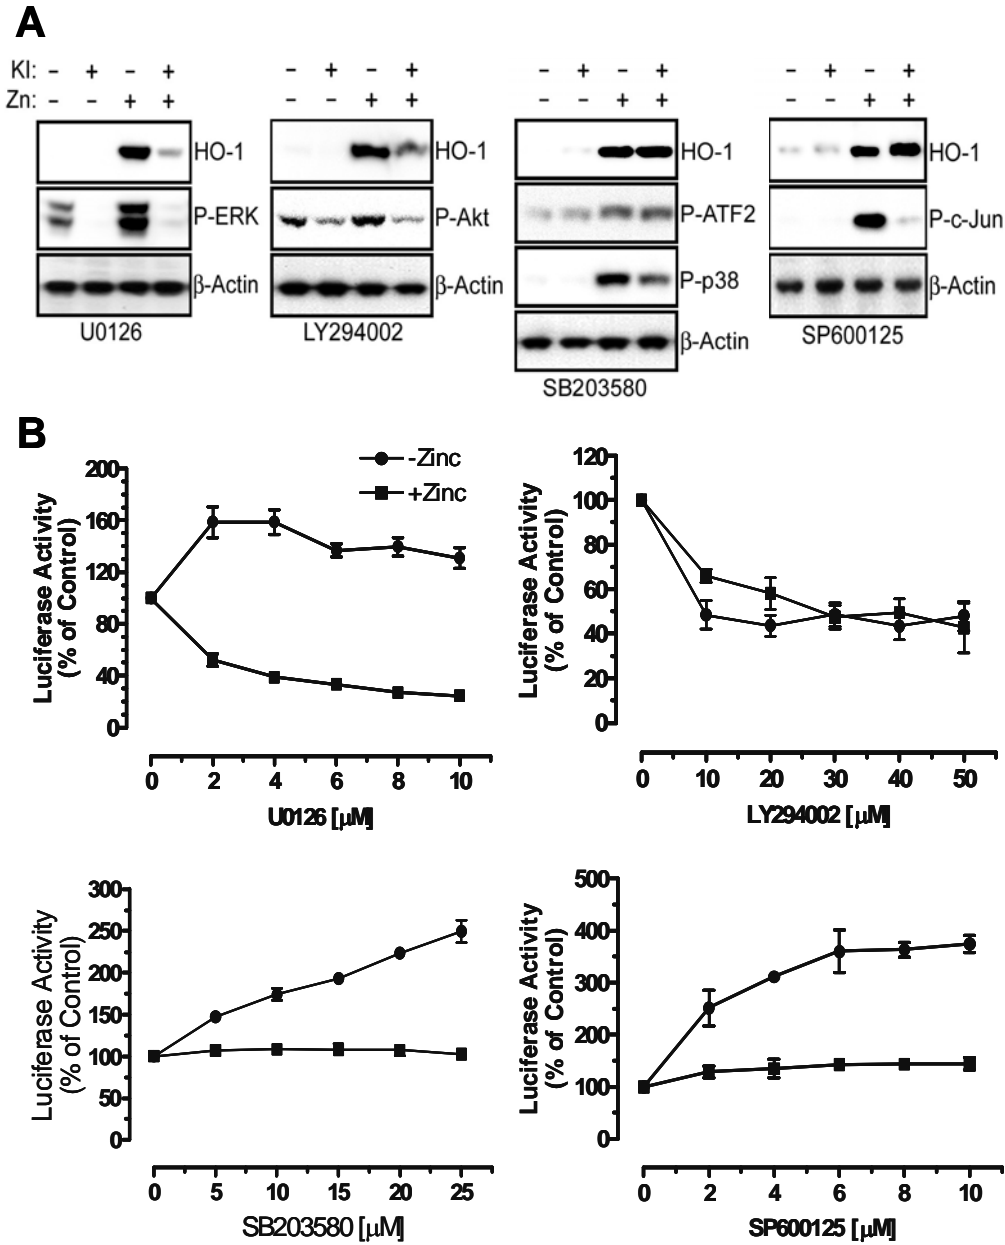 A
KI: – + – + – + – + – + – + – + – +
Zn: – – + + – – + + – – + + – – + +
HO-1 HO-1 HO-1 HO-1
P-ERK P-Akt P-ATF2 P-c-Jun
P-p38
β-Actin β-Actin β-Actin
β-Actin
U0126 LY294002 SP600125
SB203580
B
-Zinc
+Zinc
Luciferase Activity
(% of Control)
200
160
120
80
40
0
0 2 4 6 8 10
U0126 [μM]
Luciferase Activity
(% of Control)
120
100
80
60
40
20
0
0 10 20 30 40 50
LY294002 [μM]
Luciferase Activity
(% of Control)
300
250
200
150
100
50
0
0 5 10 15 20 25
SB203580 [μM]
Luciferase Activity
(% of Control)
500
400
300
200
100
0
0 2 4 6 8 10
SP600125 [μM]